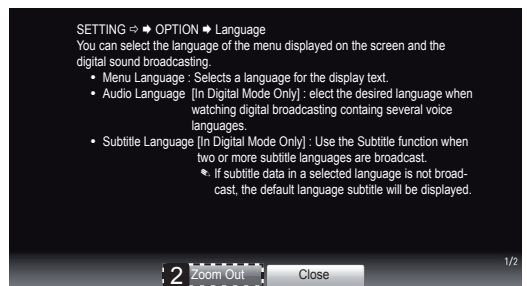 SETTING ⇨ ➡ OPTION ➡ Language
You can select the language of the menu displayed on the screen and the
digital sound broadcasting.
• Menu Language : Selects a language for the display text.
• Audio Language [In Digital Mode Only] : elect the desired language when
watching digital broadcasting containg several voice
languages.
• Subtitle Language [In Digital Mode Only] : Use the Subtitle function when
two or more subtitle languages are broadcast.
✎ If subtitle data in a selected language is not broad-
cast, the default language subtitle will be displayed.
1/2
2 Zoom Out Close